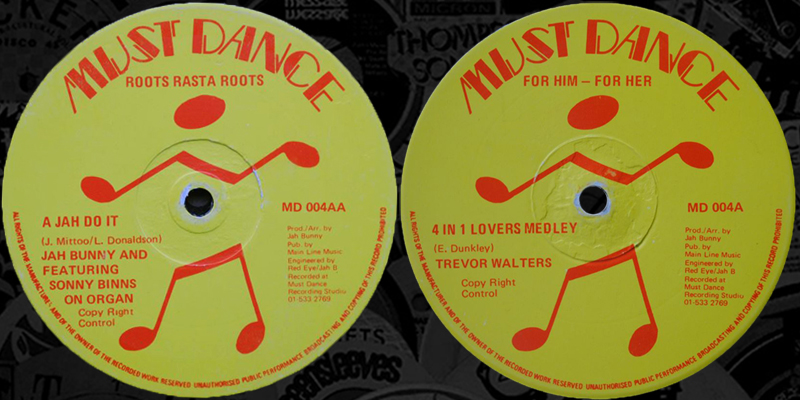 MUST DANCE
ROOTS RASTA ROOTS
MD 004AA
A JAH DO IT
(J. Mittoo/L. Donaldson)
JAH BUNNY AND
FEATURING
SONNY BINNS
ON ORGAN
Copy Right
Control
Prod./Arr. by
Jah Bunny
Pub. by
Main Line Music
Engineered by
Red Eye/Jah B
Recorded at
Must Dance
Recording Studio
01-533 2769
ALL RIGHTS OF THE MANUFACTURER AND OF THE OWNER OF THE RECORDED WORK RESERVED UNAUTHORISED PUBLIC PERFORMANCE BROADCASTING AND COPYING OF THIS RECORD PROHIBITED
MUST DANCE
FOR HIM – FOR HER
MD 004A
4 IN 1 LOVERS MEDLEY
(E. Dunkley)
TREVOR WALTERS
Copy Right
Control
Prod./Arr. by
Jah Bunny
Pub. by
Main Line Music
Engineered by
Red Eye/Jah B
Recorded at
Must Dance
Recording Studio
01-533 2769
ALL RIGHTS OF THE MANUFACTURER AND OF THE OWNER OF THE RECORDED WORK RESERVED UNAUTHORISED PUBLIC PERFORMANCE BROADCASTING AND COPYING OF THIS RECORD PROHIBITED